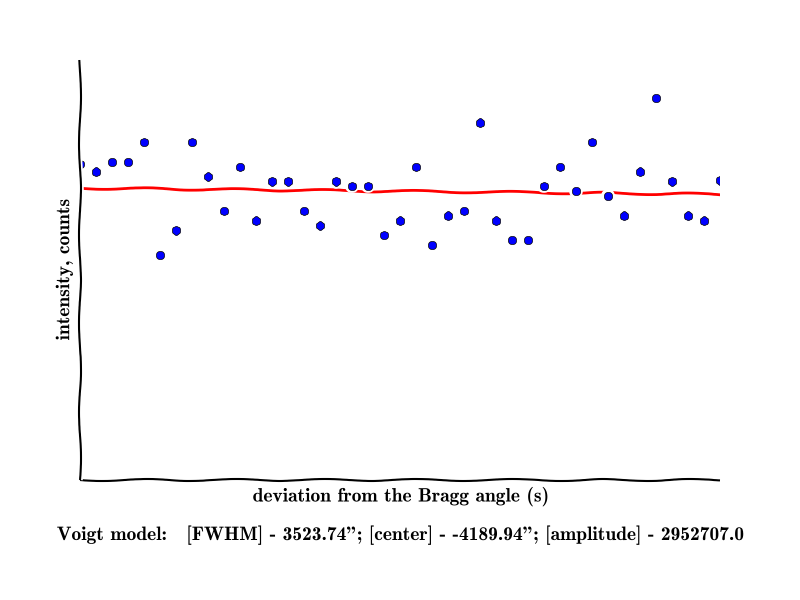 intensity, counts
deviation from the Bragg angle (s)
Voigt model: [FWHM] - 3523.74”; [center] - -4189.94”; [amplitude] - 2952707.0